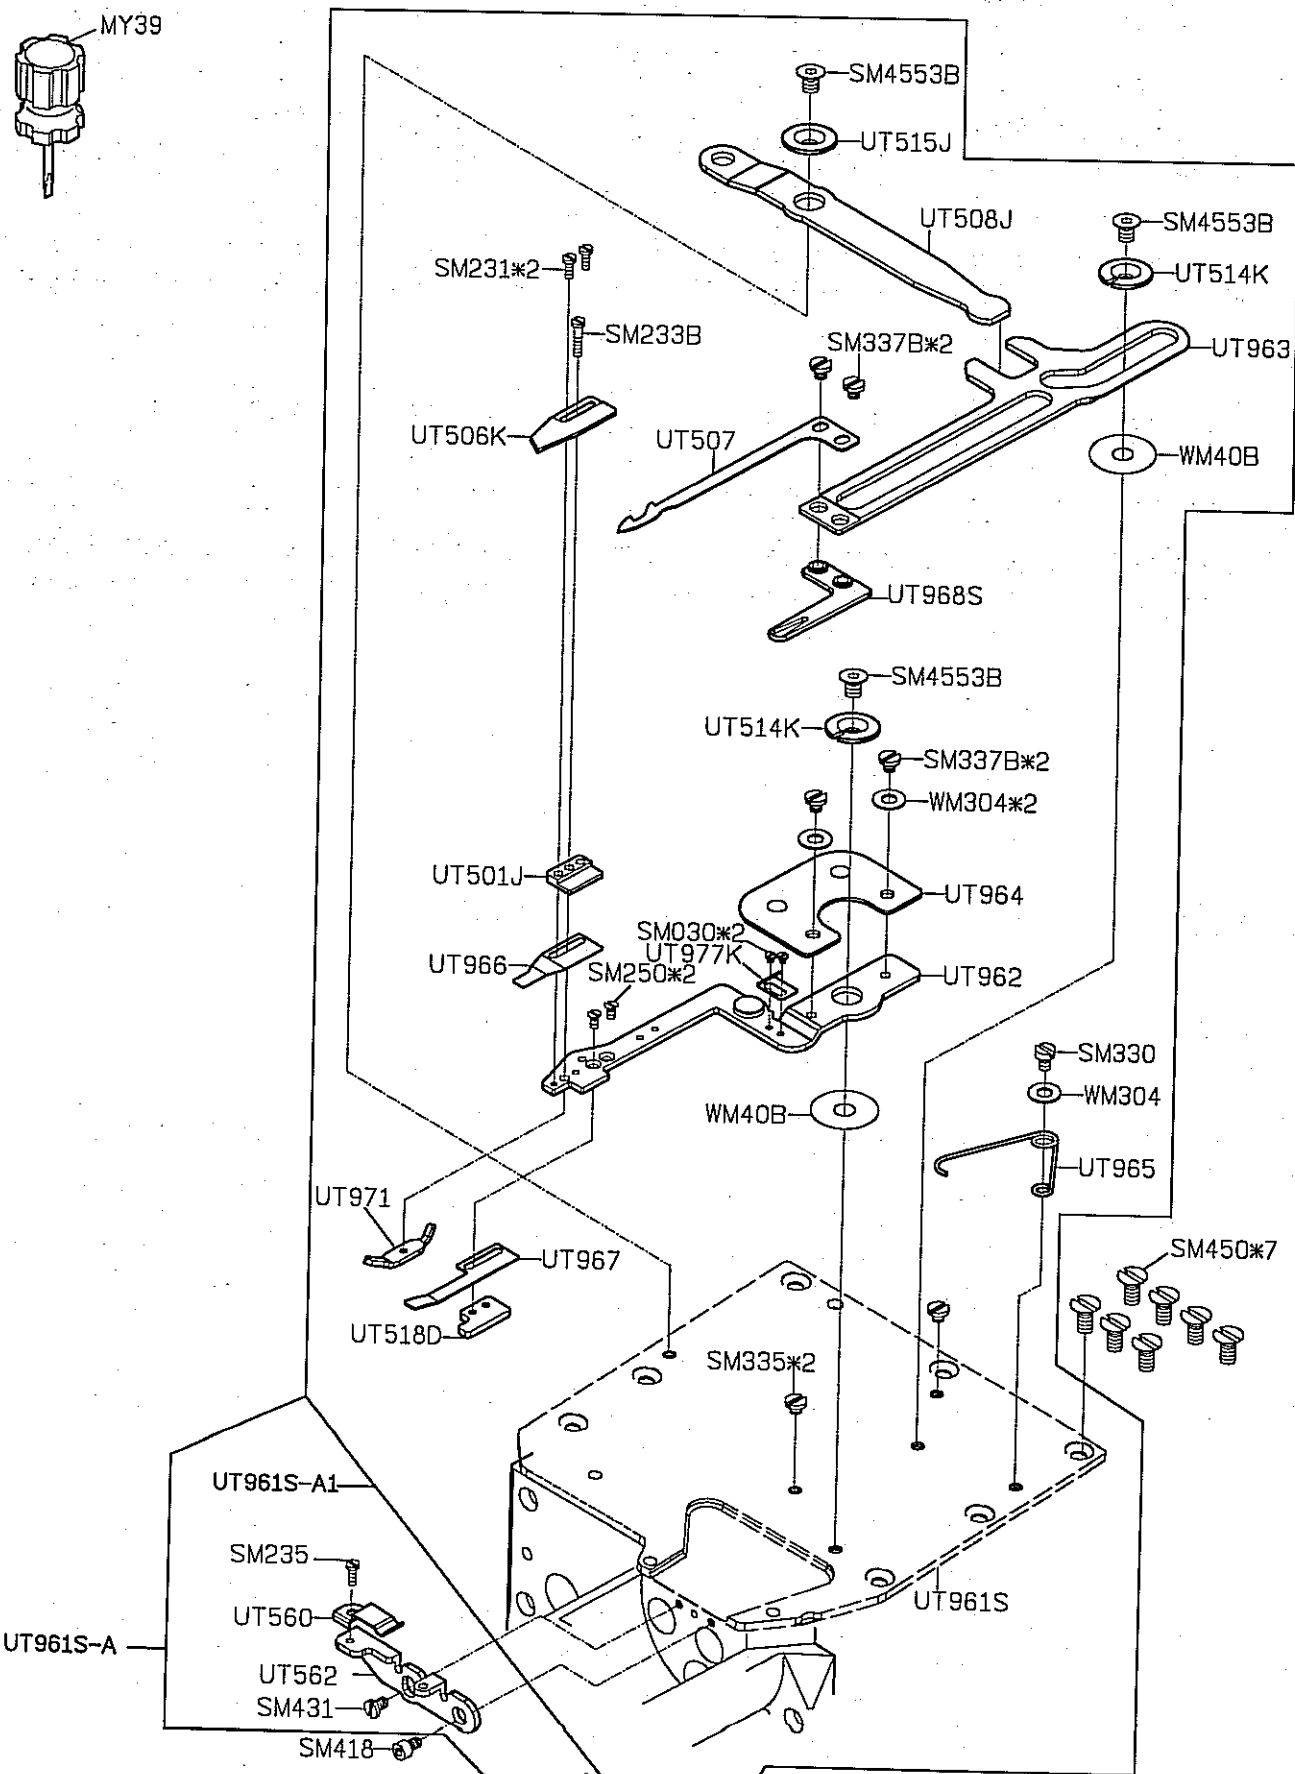 MY39
SM4553B
UT515J
UT508J
SM4553B
SM231*2
UT514K
SM233B
SM337B*2
UT963
UT506K
UT507
WM40B
UT968S
SM4553B
UT514K
SM337B*2
WM304*2
UT501J
UT964
SM030*2
UT977K
UT966
SM250*2
UT962
SM330
WM304
WM40B
UT965
UT971
SM450*7
UT967
UT518D
SM335*2
UT961S-A1
SM235
UT961S
UT560
UT961S-A
UT562
SM431
SM418